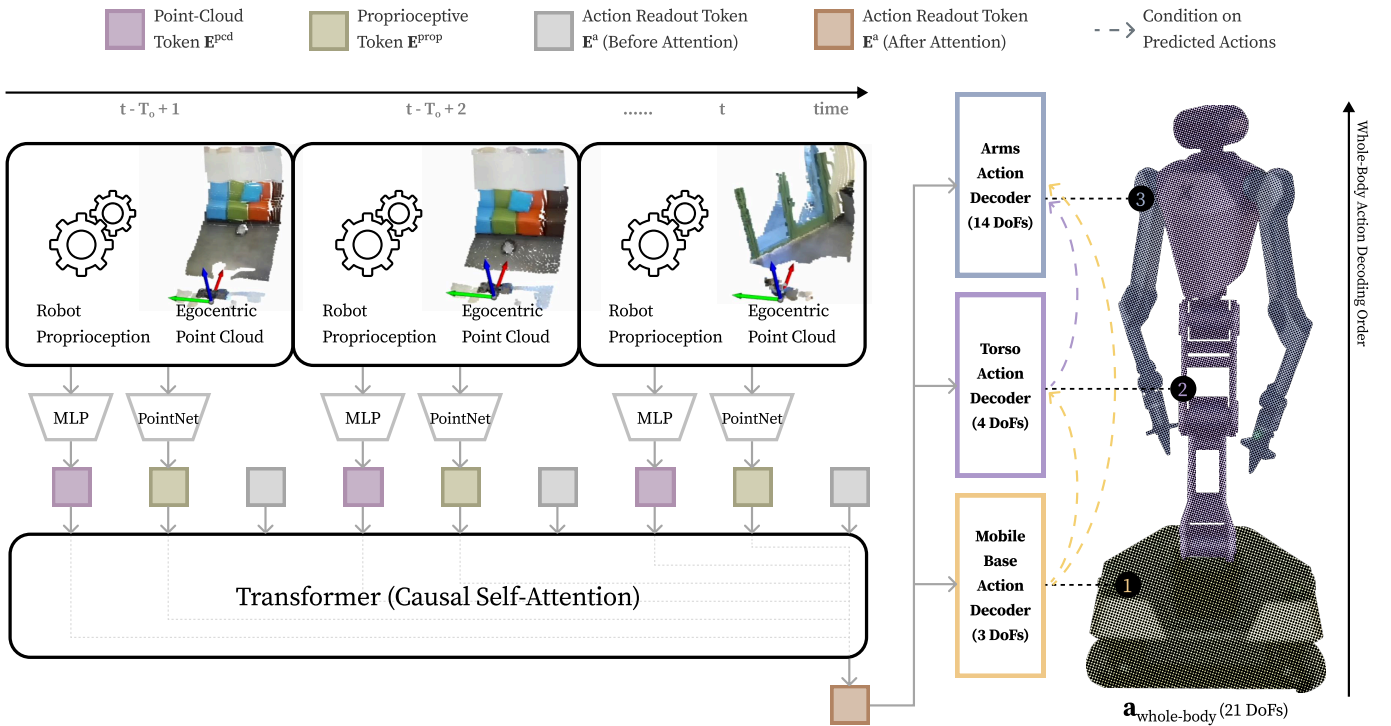 Point-Cloud
Token E^pcd
Proprioceptive
Token E^prop
Action Readout Token
E^a (Before Attention)
Action Readout Token
E^a (After Attention)
Condition on
Predicted Actions
t - T_o + 1
t - T_o + 2
......
t
time
Robot
Proprioception
Egocentric
Point Cloud
Robot
Proprioception
Egocentric
Point Cloud
Robot
Proprioception
Egocentric
Point Cloud
MLP
PointNet
MLP
PointNet
MLP
PointNet
Transformer (Causal Self-Attention)
Arms
Action
Decoder
(14 DoFs)
Torso
Action
Decoder
(4 DoFs)
Mobile
Base
Action
Decoder
(3 DoFs)
3
2
1
a_whole-body (21 DoFs)
Whole-Body Action Decoding Order